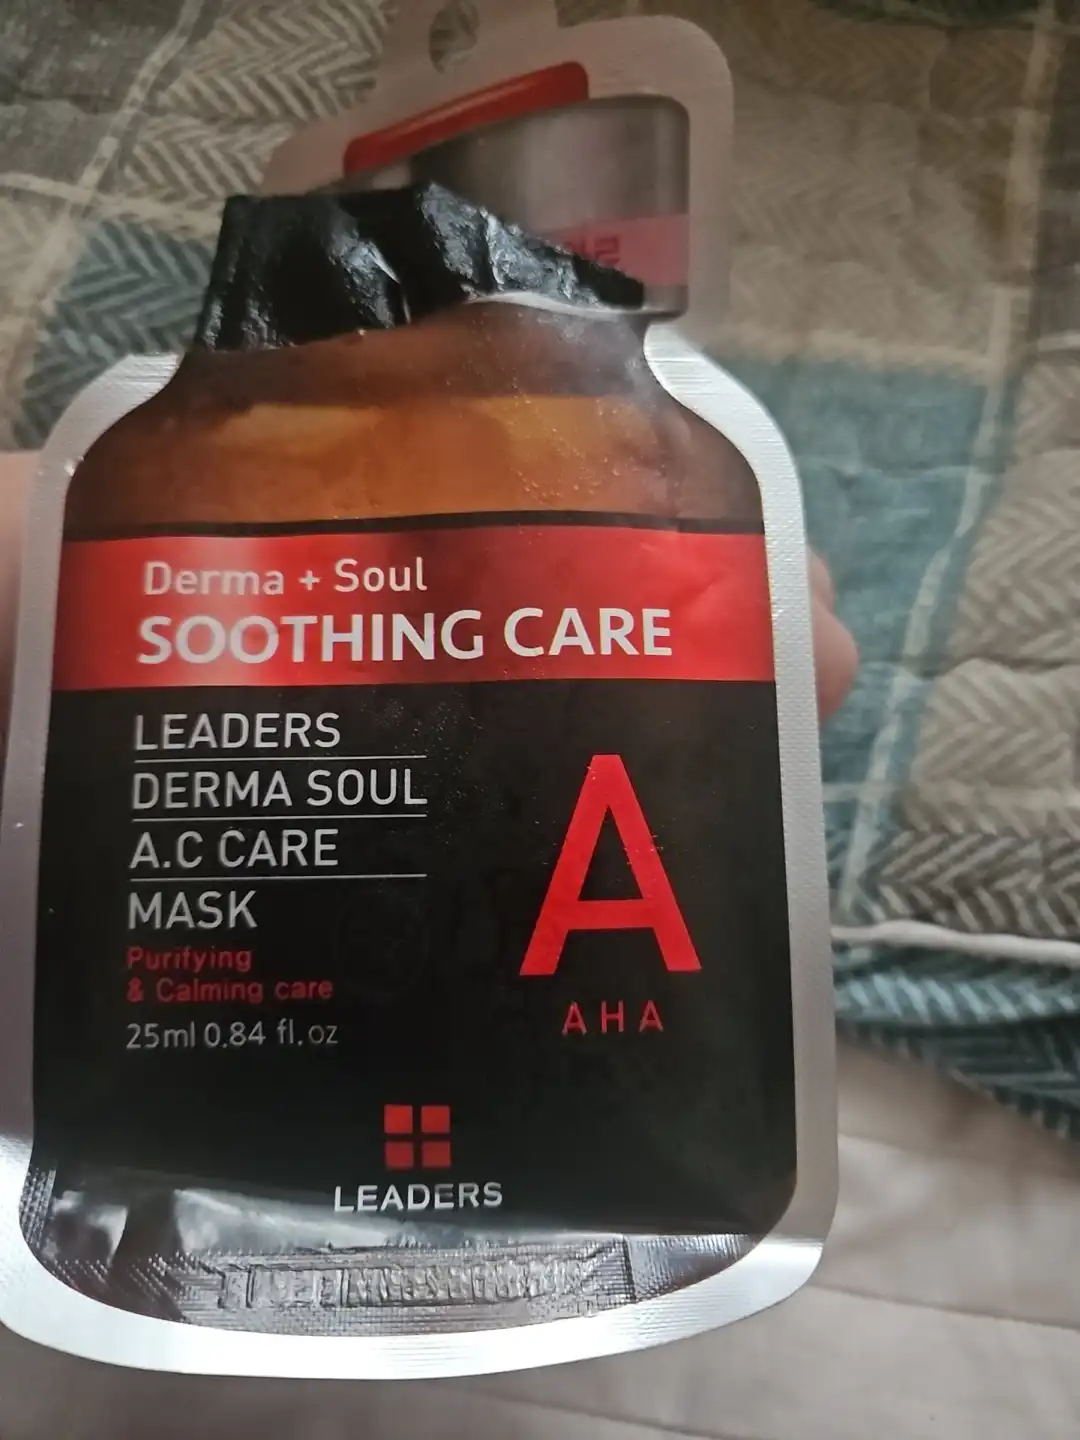 Derma + Soul
SOOTHING CARE
LEADERS
DERMA SOUL
A.C CARE
MASK
Purifying
& Calming care
25ml 0.84 fl.oz
A
AHA
LEADERS